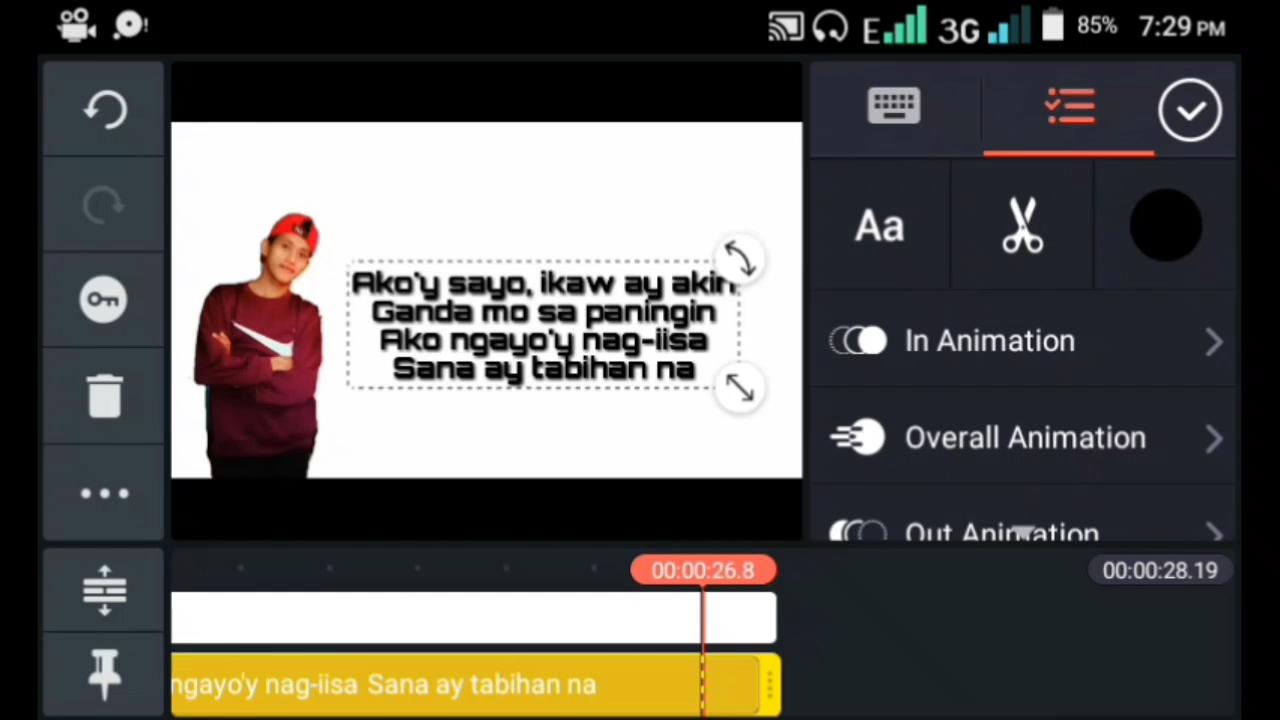 E 3G 85% 7:29 PM
Ako'y sayo, ikaw ay akin
Ganda mo sa paningin
Ako ngayo'y nag-iisa
Sana ay tabihan na
Aa
In Animation
Overall Animation
Out Animation
00:00:26.8
00:00:28.19
ngayo'y nag-iisa Sana ay tabihan na